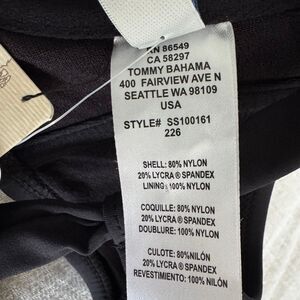 RN 86549
CA 58297
TOMMY BAHAMA
400 FAIRVIEW AVE N
SEATTLE WA 98109
USA
STYLE# SS100161
226
SHELL: 80% NYLON
20% LYCRA® SPANDEX
LINING: 100% NYLON
COQUILLE: 80% NYLON
20% LYCRA® SPANDEX
DOUBLURE: 100% NYLON
CULOTE: 80%NILÓN
20% LYCRA® SPANDEX
REVESTIMIENTO: 100% NILÓN